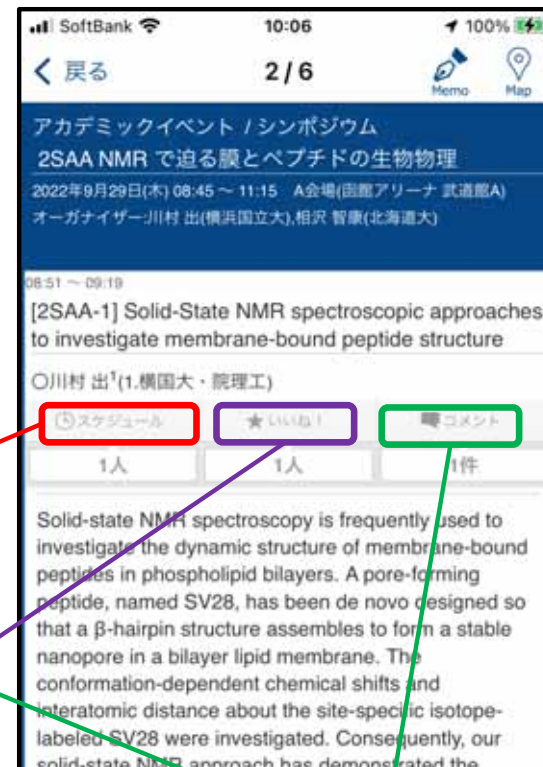 SoftBank 10:06 100%
戻る 2 / 6 Memo Map
アカデミックイベント / シンポジウム
2SAA NMR で迫る膜とペプチドの生物物理
2022年9月29日(木) 08:45 ~ 11:15 A会場(函館アリーナ 武道館A)
オーガナイザー:川村 出(横浜国立大),相沢 智康(北海道大)
08:51 ~ 09:19
[2SAA-1] Solid-State NMR spectroscopic approaches
to investigate membrane-bound peptide structure
○川村 出¹(1.横国大・院理工)
スケジュール ★いいね! コメント
1人 1人 1件
Solid-state NMR spectroscopy is frequently used to
investigate the dynamic structure of membrane-bound
peptides in phospholipid bilayers. A pore-forming
peptide, named SV28, has been de novo designed so
that a β-hairpin structure assembles to form a stable
nanopore in a bilayer lipid membrane. The
conformation-dependent chemical shifts and
interatomic distance about the site-specific isotope-
labeled SV28 were investigated. Consequently, our
solid-state NMR approach has demonstrated the